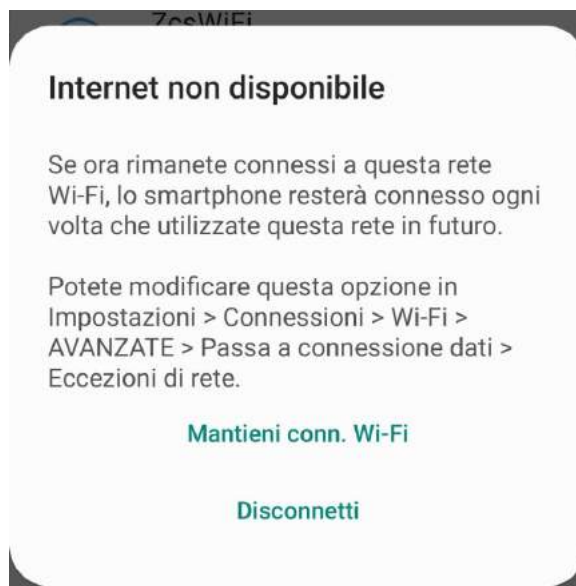 ZcsWiFi
Internet non disponibile
Se ora rimanete connessi a questa rete
Wi-Fi, lo smartphone resterà connesso ogni
volta che utilizzate questa rete in futuro.
Potete modificare questa opzione in
Impostazioni > Connessioni > Wi-Fi >
AVANZATE > Passa a connessione dati >
Eccezioni di rete.
Mantieni conn. Wi-Fi
Disconnetti